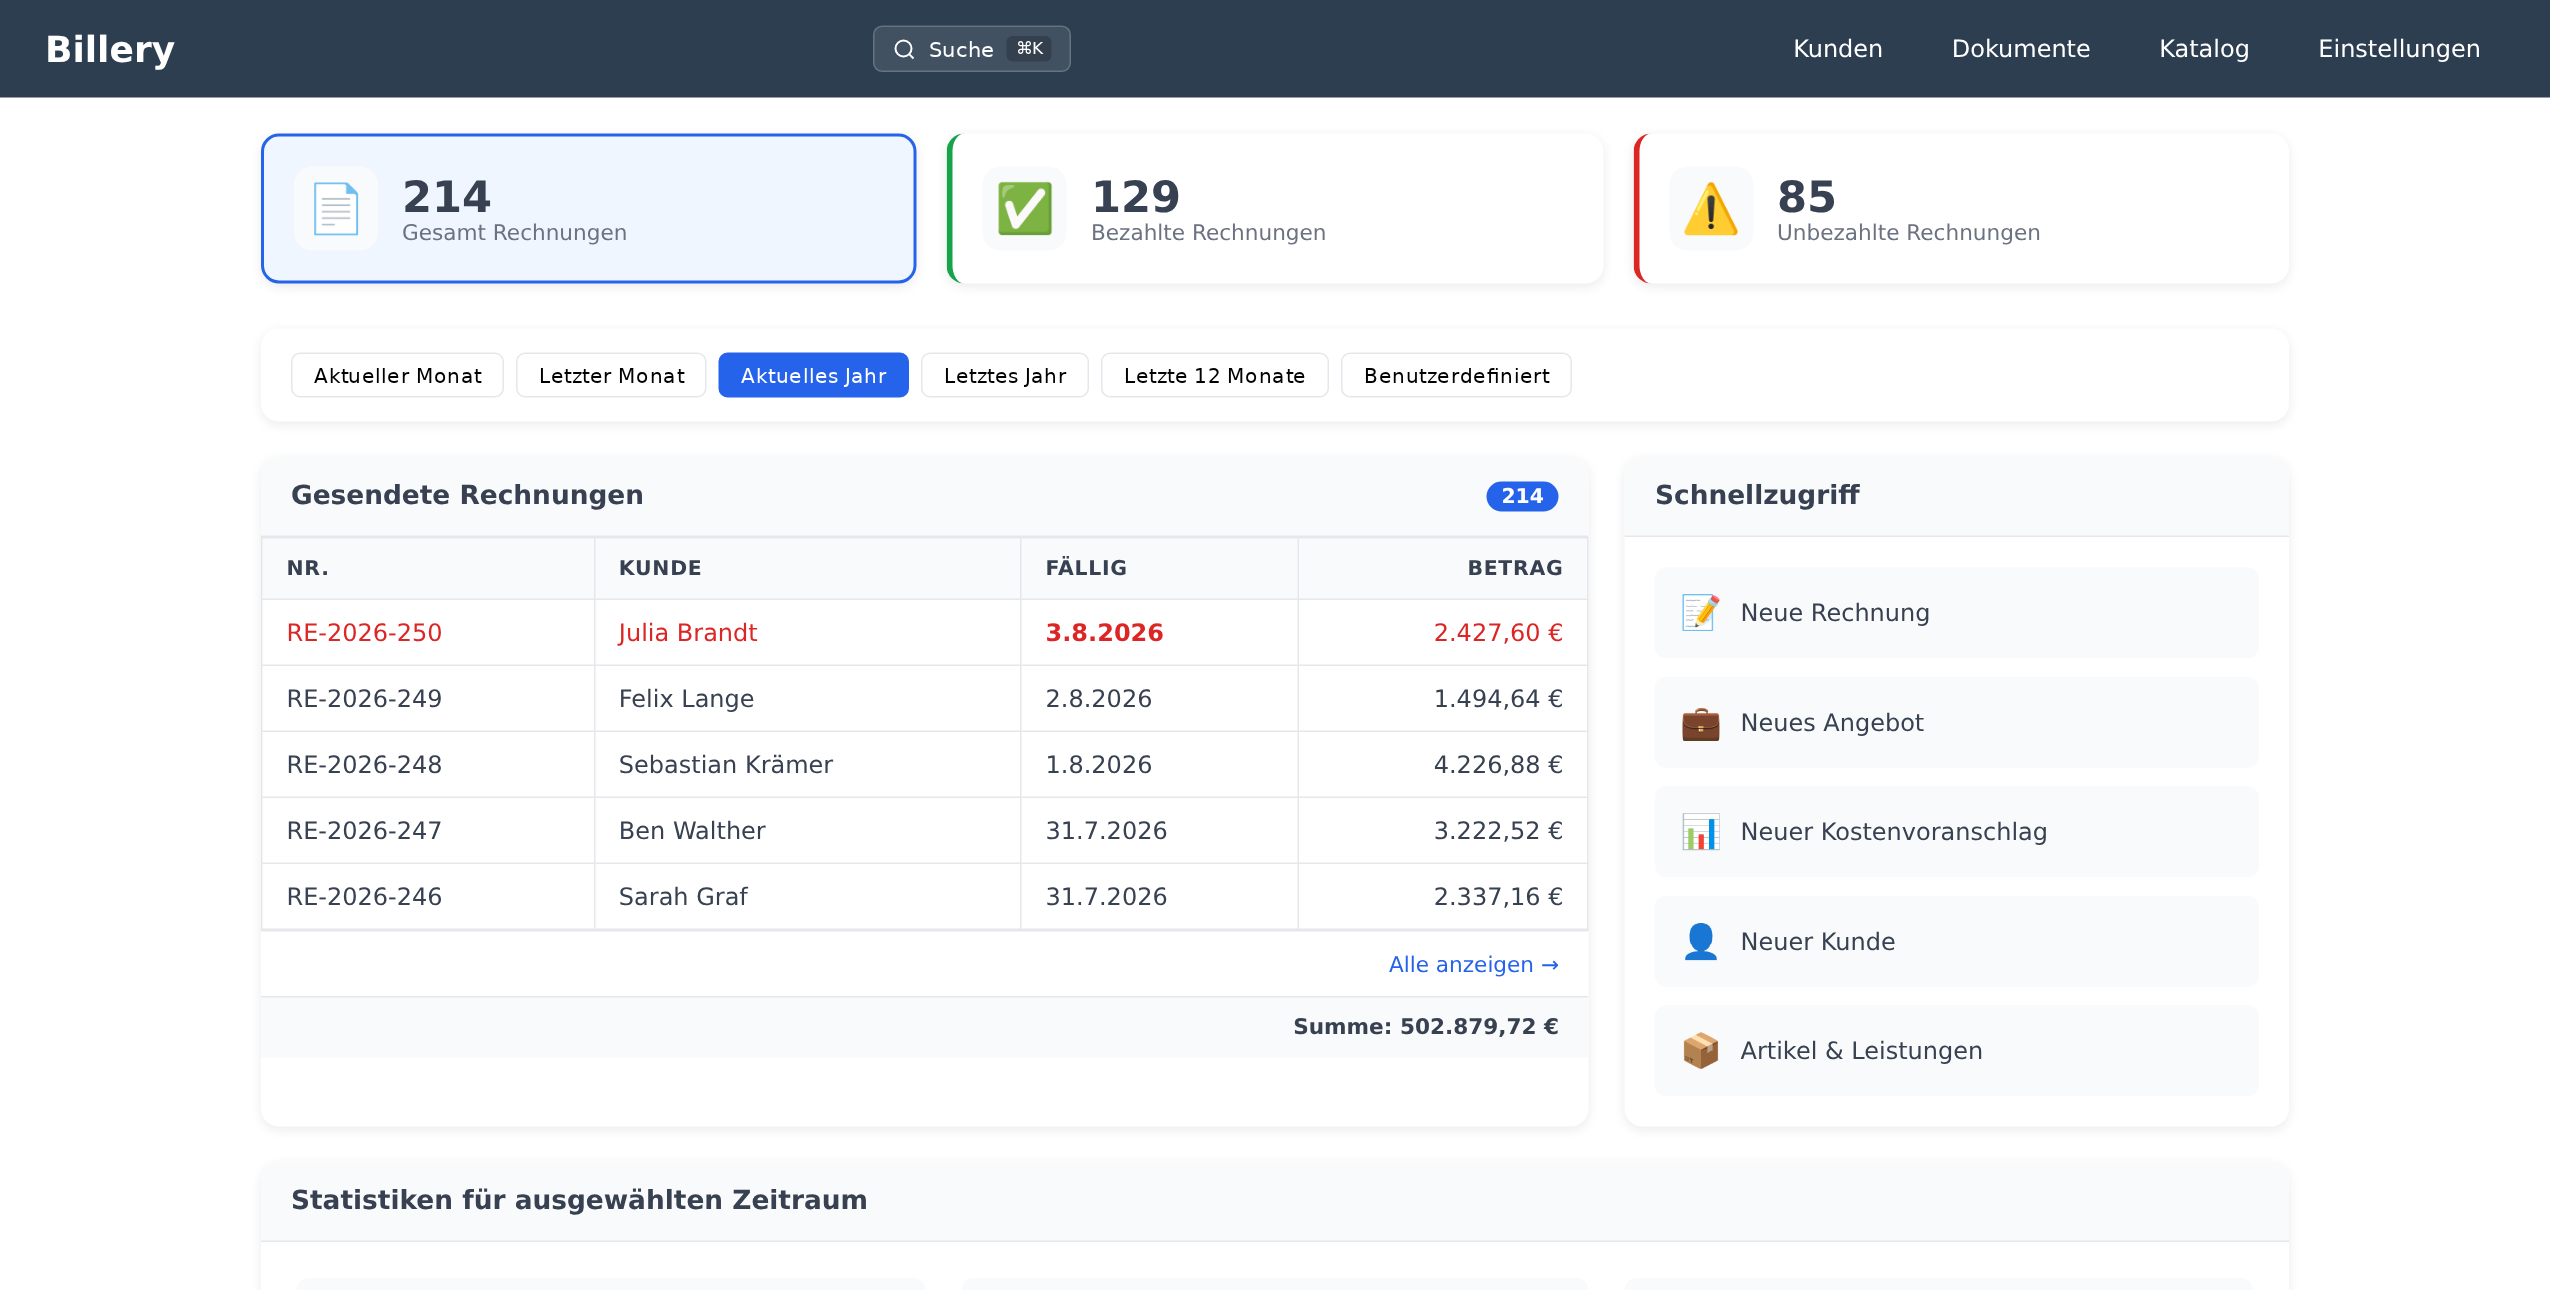 Billery
Suche ⌘K
Kunden Dokumente Katalog Einstellungen
214
Gesamt Rechnungen
129
Bezahlte Rechnungen
85
Unbezahlte Rechnungen
Aktueller Monat Letzter Monat Aktuelles Jahr Letztes Jahr Letzte 12 Monate Benutzerdefiniert
Gesendete Rechnungen 214
NR. KUNDE FÄLLIG BETRAG
RE-2026-250 Julia Brandt 3.8.2026 2.427,60 €
RE-2026-249 Felix Lange 2.8.2026 1.494,64 €
RE-2026-248 Sebastian Krämer 1.8.2026 4.226,88 €
RE-2026-247 Ben Walther 31.7.2026 3.222,52 €
RE-2026-246 Sarah Graf 31.7.2026 2.337,16 €
Alle anzeigen →
Summe: 502.879,72 €
Schnellzugriff
Neue Rechnung
Neues Angebot
Neuer Kostenvoranschlag
Neuer Kunde
Artikel & Leistungen
Statistiken für ausgewählten Zeitraum